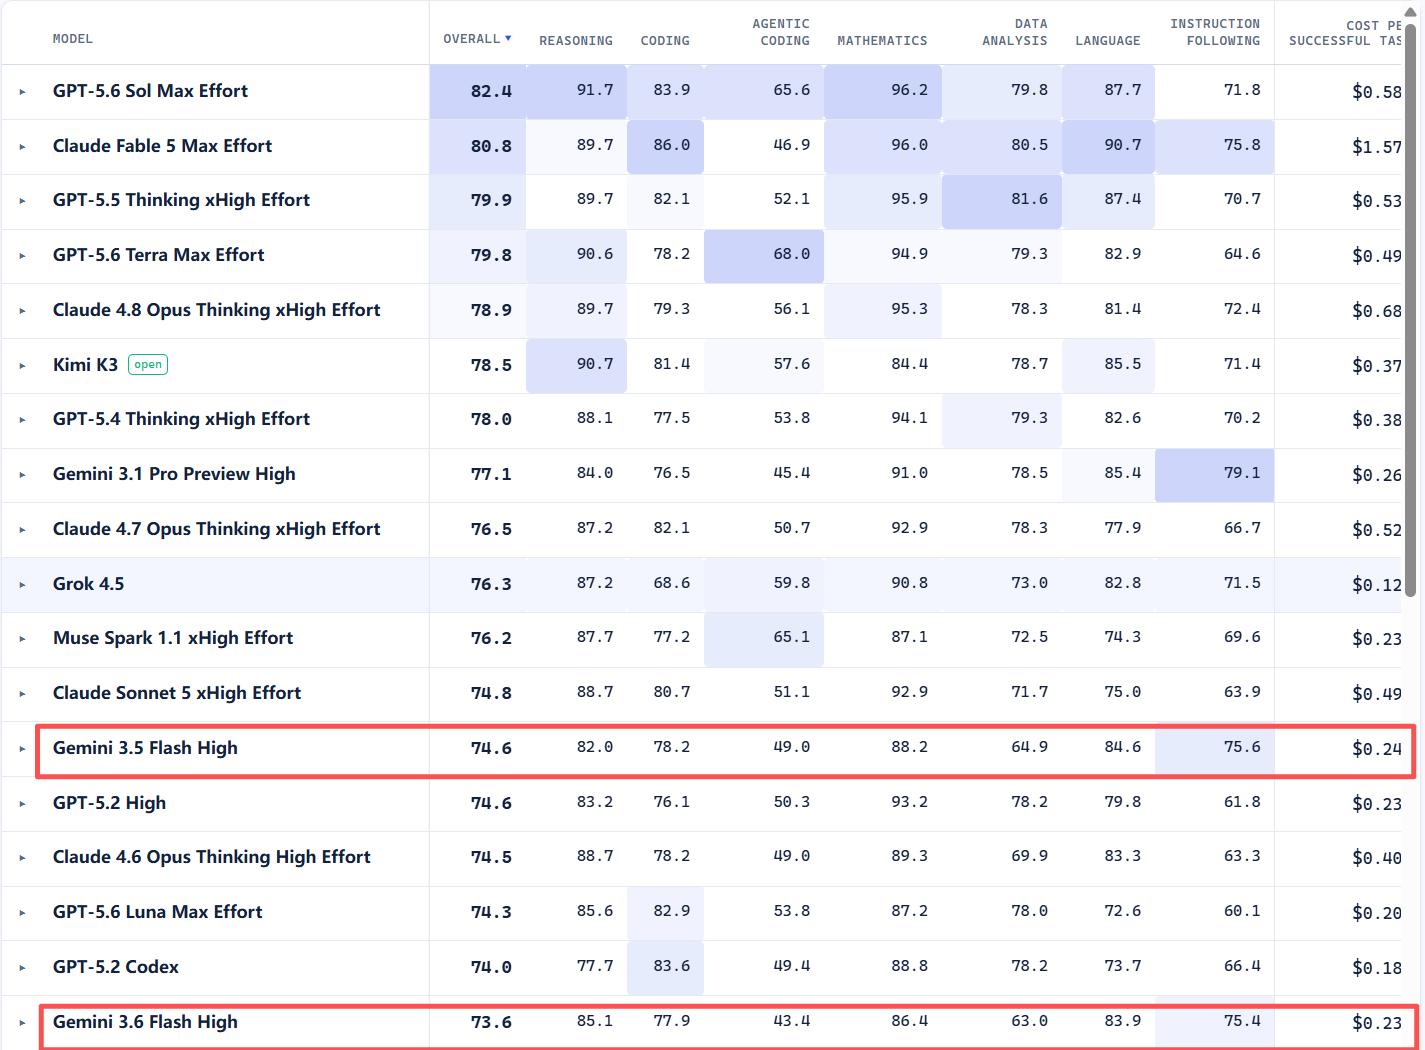 MODEL OVERALL REASONING CODING AGENTIC CODING MATHEMATICS DATA ANALYSIS LANGUAGE INSTRUCTION FOLLOWING COST PE SUCCESSFUL TAS
GPT-5.6 Sol Max Effort 82.4 91.7 83.9 65.6 96.2 79.8 87.7 71.8 $0.58
Claude Fable 5 Max Effort 80.8 89.7 86.0 46.9 96.0 80.5 90.7 75.8 $1.57
GPT-5.5 Thinking xHigh Effort 79.9 89.7 82.1 52.1 95.9 81.6 87.4 70.7 $0.53
GPT-5.6 Terra Max Effort 79.8 90.6 78.2 68.0 94.9 79.3 82.9 64.6 $0.49
Claude 4.8 Opus Thinking xHigh Effort 78.9 89.7 79.3 56.1 95.3 78.3 81.4 72.4 $0.68
Kimi K3 open 78.5 90.7 81.4 57.6 84.4 78.7 85.5 71.4 $0.37
GPT-5.4 Thinking xHigh Effort 78.0 88.1 77.5 53.8 94.1 79.3 82.6 70.2 $0.38
Gemini 3.1 Pro Preview High 77.1 84.0 76.5 45.4 91.0 78.5 85.4 79.1 $0.26
Claude 4.7 Opus Thinking xHigh Effort 76.5 87.2 82.1 50.7 92.9 78.3 77.9 66.7 $0.52
Grok 4.5 76.3 87.2 68.6 59.8 90.8 73.0 82.8 71.5 $0.12
Muse Spark 1.1 xHigh Effort 76.2 87.7 77.2 65.1 87.1 72.5 74.3 69.6 $0.23
Claude Sonnet 5 xHigh Effort 74.8 88.7 80.7 51.1 92.9 71.7 75.0 63.9 $0.49
Gemini 3.5 Flash High 74.6 82.0 78.2 49.0 88.2 64.9 84.6 75.6 $0.24
GPT-5.2 High 74.6 83.2 76.1 50.3 93.2 78.2 79.8 61.8 $0.23
Claude 4.6 Opus Thinking High Effort 74.5 88.7 78.2 49.0 89.3 69.9 83.3 63.3 $0.40
GPT-5.6 Luna Max Effort 74.3 85.6 82.9 53.8 87.2 78.0 72.6 60.1 $0.20
GPT-5.2 Codex 74.0 77.7 83.6 49.4 88.8 78.2 73.7 66.4 $0.18
Gemini 3.6 Flash High 73.6 85.1 77.9 43.4 86.4 63.0 83.9 75.4 $0.23